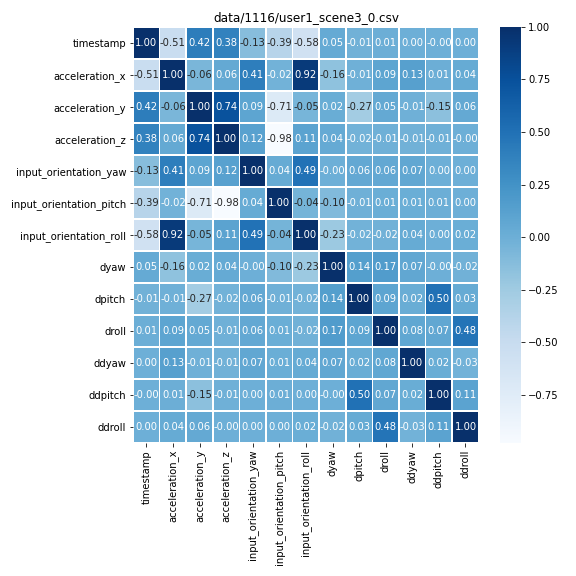 data/1116/user1_scene3_0.csv
timestamp 1.00 -0.51 0.42 0.38 -0.13 -0.39 -0.58 0.05 -0.01 0.01 0.00 -0.00 0.00
acceleration_x -0.51 1.00 -0.06 0.06 0.41 -0.02 0.92 -0.16 -0.01 0.09 0.13 0.01 0.04
acceleration_y 0.42 -0.06 1.00 0.74 0.09 -0.71 -0.05 0.02 -0.27 0.05 -0.01 -0.15 0.06
acceleration_z 0.38 0.06 0.74 1.00 0.12 -0.98 0.11 0.04 -0.02 -0.01 -0.01 -0.01 -0.00
input_orientation_yaw -0.13 0.41 0.09 0.12 1.00 0.04 0.49 -0.00 0.06 0.06 0.07 0.00 0.00
input_orientation_pitch -0.39 -0.02 -0.71 -0.98 0.04 1.00 -0.04 -0.10 0.01 0.01 0.01 0.01 0.00
input_orientation_roll -0.58 0.92 -0.05 0.11 0.49 -0.04 1.00 -0.23 -0.02 -0.02 0.04 0.00 0.02
dyaw 0.05 -0.16 0.02 0.04 -0.00 -0.10 -0.23 1.00 0.14 0.17 0.07 -0.00 -0.02
dpitch -0.01 -0.01 -0.27 -0.02 0.06 0.01 -0.02 0.14 1.00 0.09 0.02 0.50 0.03
droll 0.01 0.09 0.05 -0.01 0.06 0.01 -0.02 0.17 0.09 1.00 0.08 0.07 0.48
ddyaw 0.00 0.13 -0.01 -0.01 0.07 0.01 0.04 0.07 0.02 0.08 1.00 0.02 -0.03
ddpitch -0.00 0.01 -0.15 -0.01 0.00 0.01 0.00 -0.00 0.50 0.07 0.02 1.00 0.11
ddroll 0.00 0.04 0.06 -0.00 0.00 0.00 0.02 -0.02 0.03 0.48 -0.03 0.11 1.00
timestamp
acceleration_x
acceleration_y
acceleration_z
input_orientation_yaw
input_orientation_pitch
input_orientation_roll
dyaw
dpitch
droll
ddyaw
ddpitch
ddroll
1.00
0.75
0.50
0.25
0.00
−0.25
−0.50
−0.75